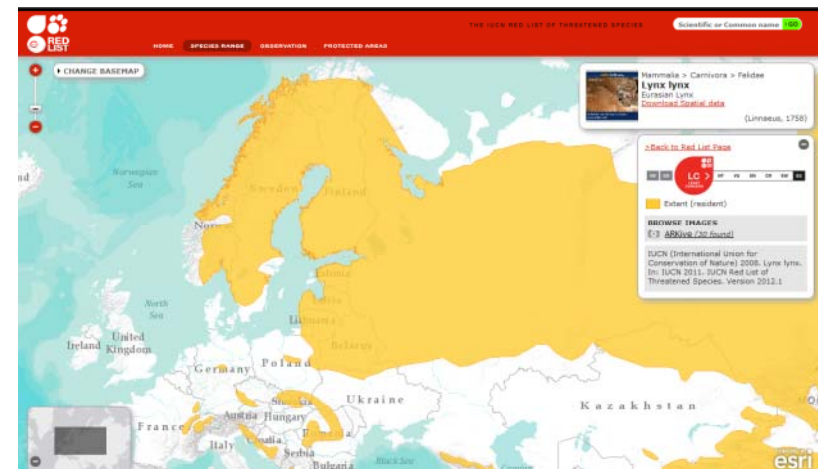 RED
LIST
THE IUCN RED LIST OF THREATENED SPECIES
Scientific or Common name
GO
HOME
SPECIES RANGE
OBSERVATION
PROTECTED AREAS
CHANGE BASEMAP
Mammalia > Carnivora > Felidae
Lynx lynx
Eurasian Lynx
Download Spatial data
(Linnaeus, 1758)
>Back to Red List Page
LC
Extent (resident)
BROWSE IMAGES
[-] ARKive (20 found)
IUCN (International Union for
Conservation of Nature) 2008. Lynx lynx.
In: IUCN 2011. IUCN Red List of
Threatened Species. Version 2012.1
Norwegian
Sea
Sweden
Finland
Estonia
North
Sea
United
Kingdom
Ireland
Belarus
Germany
Poland
Ukraine
Kazakhstan
Austria
Hungary
France
Italy
Croatia
Serbia
Bulgaria
Black Sea
esri